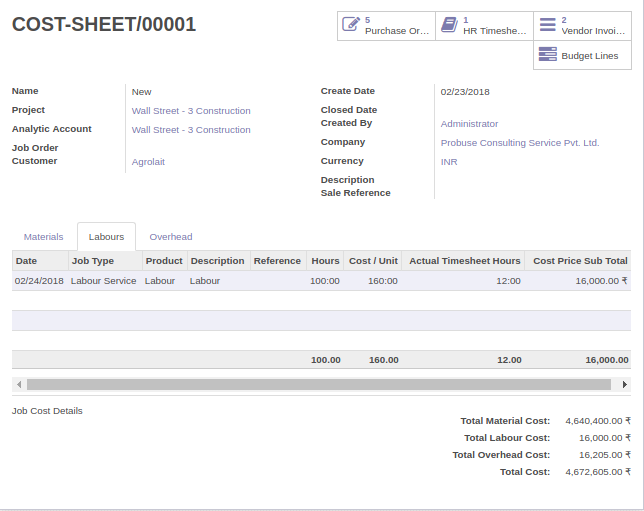 COST-SHEET/00001
5 Purchase Or...
1 HR Timeshe...
2 Vendor Invoi...
Budget Lines
Name New
Project Wall Street - 3 Construction
Analytic Account Wall Street - 3 Construction
Job Order
Customer Agrolait
Create Date 02/23/2018
Closed Date
Created By Administrator
Company Probuse Consulting Service Pvt. Ltd.
Currency INR
Description
Sale Reference
Materials Labours Overhead
Date Job Type Product Description Reference Hours Cost / Unit Actual Timesheet Hours Cost Price Sub Total
02/24/2018 Labour Service Labour Labour 100:00 160:00 12:00 16,000.00 ₹
100.00 160.00 12.00 16,000.00
Job Cost Details
Total Material Cost: 4,640,400.00 ₹
Total Labour Cost: 16,000.00 ₹
Total Overhead Cost: 16,205.00 ₹
Total Cost: 4,672,605.00 ₹